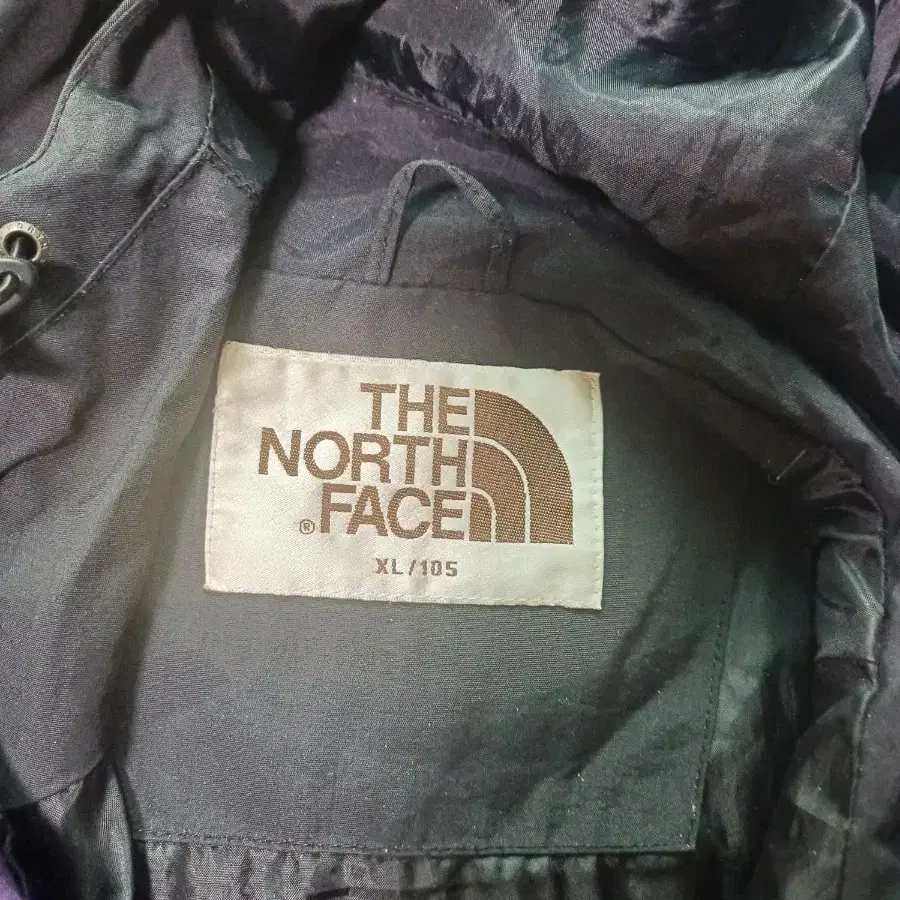 THE
NORTH
® FACE
XL/105